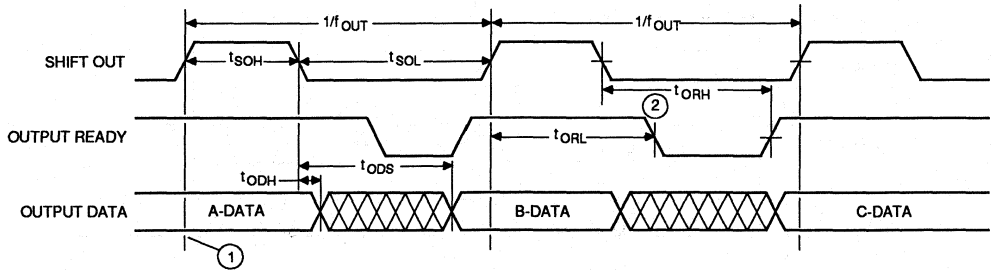 1/fOUT 1/fOUT
SHIFT OUT tSOH tSOL
tORH
2
OUTPUT READY tORL
tODS
tODH
OUTPUT DATA A-DATA B-DATA C-DATA
1